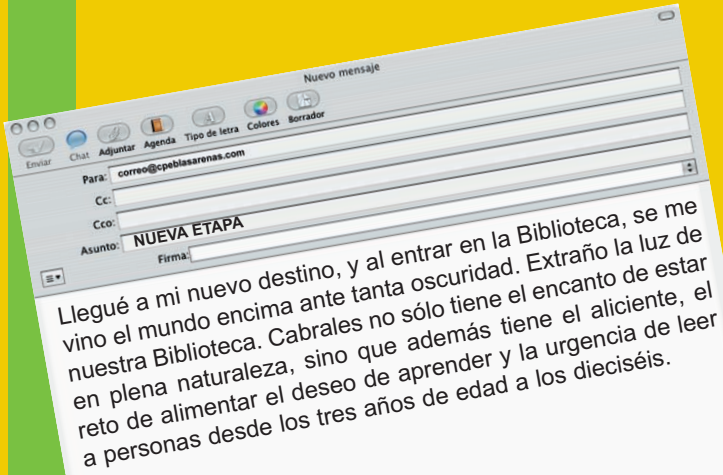 Nuevo mensaje
Enviar Chat Adjuntar Agenda Tipo de letra Colores Borrador
Para: correo@cpeblasarenas.com
Cc:
Cco:
Asunto: NUEVA ETAPA
Firma:
Llegué a mi nuevo destino, y al entrar en la Biblioteca, se me
vino el mundo encima ante tanta oscuridad. Extraño la luz de
nuestra Biblioteca. Cabrales no sólo tiene el encanto de estar
en plena naturaleza, sino que además tiene el aliciente, el
reto de alimentar el deseo de aprender y la urgencia de leer
a personas desde los tres años de edad a los dieciséis.